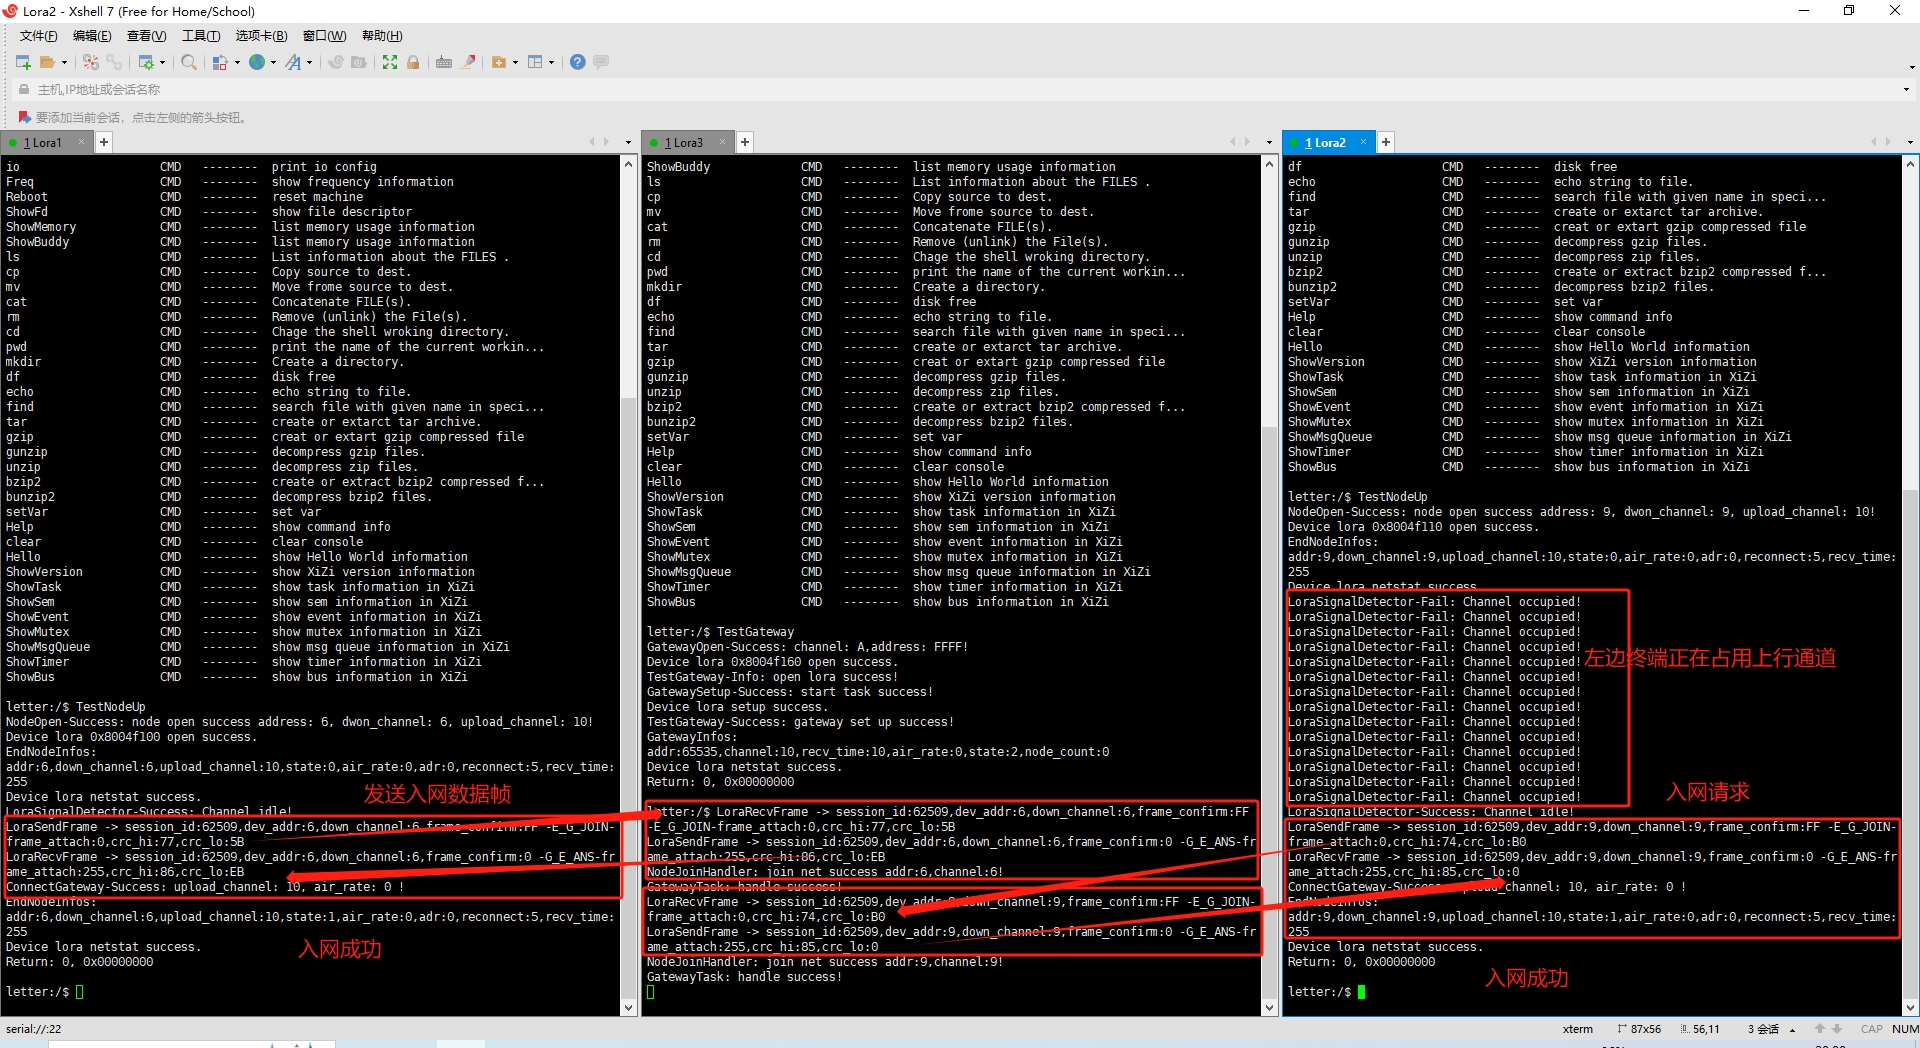 Lora2 - Xshell 7 (Free for Home/School)
文件(F) 编辑(E) 查看(V) 工具(T) 选项卡(B) 窗口(W) 帮助(H)
主机,IP地址或会话名称
要添加当前会话，点击左侧的箭头按钮。
1 Lora1
io CMD -------- print io config
Freq CMD -------- show frequency information
Reboot CMD -------- reset machine
ShowFd CMD -------- show file descriptor
ShowMemory CMD -------- list memory usage information
ShowBuddy CMD -------- list memory usage information
ls CMD -------- List information about the FILES .
cp CMD -------- Copy source to dest.
mv CMD -------- Move frome source to dest.
cat CMD -------- Concatenate FILE(s).
rm CMD -------- Remove (unlink) the File(s).
cd CMD -------- Chage the shell wroking directory.
pwd CMD -------- print the name of the current workin...
mkdir CMD -------- Create a directory.
df CMD -------- disk free
echo CMD -------- echo string to file.
find CMD -------- search file with given name in speci...
tar CMD -------- create or extarct tar archive.
gzip CMD -------- creat or extart gzip compressed file
gunzip CMD -------- decompress gzip files.
unzip CMD -------- decompress zip files.
bzip2 CMD -------- create or extract bzip2 compressed f...
bunzip2 CMD -------- decompress bzip2 files.
setVar CMD -------- set var
Help CMD -------- show command info
clear CMD -------- clear console
Hello CMD -------- show Hello World information
ShowVersion CMD -------- show XiZi version information
ShowTask CMD -------- show task information in XiZi
ShowSem CMD -------- show sem information in XiZi
ShowEvent CMD -------- show event information in XiZi
ShowMutex CMD -------- show mutex information in XiZi
ShowMsgQueue CMD -------- show msg queue information in XiZi
ShowTimer CMD -------- show timer information in XiZi
ShowBus CMD -------- show bus information in XiZi
letter:/$ TestNodeUp
NodeOpen-Success: node open success address: 6, dwon_channel: 6, upload_channel: 10!
Device lora 0x8004f100 open success.
EndNodeInfos:
addr:6,down_channel:6,upload_channel:10,state:0,air_rate:0,adr:0,reconnect:5,recv_time:
255
Device lora netstat success.
发送入网数据帧
LoraSignalDetector-Success: Channel idle!
LoraSendFrame -> session_id:62509,dev_addr:6,down_channel:6,frame_confirm:FF -E_G_JOIN-
frame_attach:0,crc_hi:77,crc_lo:5B
LoraRecvFrame -> session_id:62509,dev_addr:6,down_channel:6,frame_confirm:0 -G_E_ANS-fr
ame_attach:255,crc_hi:86,crc_lo:EB
ConnectGateway-Success: upload_channel: 10, air_rate: 0 !
EndNodeInfos:
addr:6,down_channel:6,upload_channel:10,state:1,air_rate:0,adr:0,reconnect:5,recv_time:
255
Device lora netstat success.
入网成功
Return: 0, 0x00000000
letter:/$
1 Lora3
ShowBuddy CMD -------- list memory usage information
ls CMD -------- List information about the FILES .
cp CMD -------- Copy source to dest.
mv CMD -------- Move frome source to dest.
cat CMD -------- Concatenate FILE(s).
rm CMD -------- Remove (unlink) the File(s).
cd CMD -------- Chage the shell wroking directory.
pwd CMD -------- print the name of the current workin...
mkdir CMD -------- Create a directory.
df CMD -------- disk free
echo CMD -------- echo string to file.
find CMD -------- search file with given name in speci...
tar CMD -------- create or extarct tar archive.
gzip CMD -------- creat or extart gzip compressed file
gunzip CMD -------- decompress gzip files.
unzip CMD -------- decompress zip files.
bzip2 CMD -------- create or extract bzip2 compressed f...
bunzip2 CMD -------- decompress bzip2 files.
setVar CMD -------- set var
Help CMD -------- show command info
clear CMD -------- clear console
Hello CMD -------- show Hello World information
ShowVersion CMD -------- show XiZi version information
ShowTask CMD -------- show task information in XiZi
ShowSem CMD -------- show sem information in XiZi
ShowEvent CMD -------- show event information in XiZi
ShowMutex CMD -------- show mutex information in XiZi
ShowMsgQueue CMD -------- show msg queue information in XiZi
ShowTimer CMD -------- show timer information in XiZi
ShowBus CMD -------- show bus information in XiZi
letter:/$ TestGateway
GatewayOpen-Success: channel: A,address: FFFF!
Device lora 0x8004f160 open success.
TestGateway-Info: open lora success!
GatewaySetup-Success: start task success!
Device lora setup success.
TestGateway-Success: gateway set up success!
GatewayInfos:
addr:65535,channel:10,recv_time:10,air_rate:0,state:2,node_count:0
Device lora netstat success.
Return: 0, 0x00000000
letter:/$ LoraRecvFrame -> session_id:62509,dev_addr:6,down_channel:6,frame_confirm:FF
-E_G_JOIN-frame_attach:0,crc_hi:77,crc_lo:5B
LoraSendFrame -> session_id:62509,dev_addr:6,down_channel:6,frame_confirm:0 -G_E_ANS-fr
ame_attach:255,crc_hi:86,crc_lo:EB
NodeJoinHandler: join net success addr:6,channel:6!
GatewayTask: handle success!
LoraRecvFrame -> session_id:62509,dev_addr:9,down_channel:9,frame_confirm:FF -E_G_JOIN-
frame_attach:0,crc_hi:74,crc_lo:B0
LoraSendFrame -> session_id:62509,dev_addr:9,down_channel:9,frame_confirm:0 -G_E_ANS-fr
ame_attach:255,crc_hi:85,crc_lo:0
NodeJoinHandler: join net success addr:9,channel:9!
GatewayTask: handle success!
1 Lora2
df CMD -------- disk free
echo CMD -------- echo string to file.
find CMD -------- search file with given name in speci...
tar CMD -------- create or extarct tar archive.
gzip CMD -------- creat or extart gzip compressed file
gunzip CMD -------- decompress gzip files.
unzip CMD -------- decompress zip files.
bzip2 CMD -------- create or extract bzip2 compressed f...
bunzip2 CMD -------- decompress bzip2 files.
setVar CMD -------- set var
Help CMD -------- show command info
clear CMD -------- clear console
Hello CMD -------- show Hello World information
ShowVersion CMD -------- show XiZi version information
ShowTask CMD -------- show task information in XiZi
ShowSem CMD -------- show sem information in XiZi
ShowEvent CMD -------- show event information in XiZi
ShowMutex CMD -------- show mutex information in XiZi
ShowMsgQueue CMD -------- show msg queue information in XiZi
ShowTimer CMD -------- show timer information in XiZi
ShowBus CMD -------- show bus information in XiZi
letter:/$ TestNodeUp
NodeOpen-Success: node open success address: 9, dwon_channel: 9, upload_channel: 10!
Device lora 0x8004f110 open success.
EndNodeInfos:
addr:9,down_channel:9,upload_channel:10,state:0,air_rate:0,adr:0,reconnect:5,recv_time:
255
Device lora netstat success
LoraSignalDetector-Fail: Channel occupied!
LoraSignalDetector-Fail: Channel occupied!
LoraSignalDetector-Fail: Channel occupied!
LoraSignalDetector-Fail: Channel occupied!
左边终端正在占用上行通道
LoraSignalDetector-Fail: Channel occupied!
LoraSignalDetector-Fail: Channel occupied!
LoraSignalDetector-Fail: Channel occupied!
LoraSignalDetector-Fail: Channel occupied!
LoraSignalDetector-Fail: Channel occupied!
LoraSignalDetector-Fail: Channel occupied!
LoraSignalDetector-Fail: Channel occupied!
LoraSignalDetector-Fail: Channel occupied!
LoraSignalDetector-Fail: Channel occupied!
LoraSignalDetector-Fail: Channel occupied!
入网请求
LoraSignalDetector-Success: Channel idle!
LoraSendFrame -> session_id:62509,dev_addr:9,down_channel:9,frame_confirm:FF -E_G_JOIN-
frame_attach:0,crc_hi:74,crc_lo:B0
LoraRecvFrame -> session_id:62509,dev_addr:9,down_channel:9,frame_confirm:0 -G_E_ANS-fr
ame_attach:255,crc_hi:85,crc_lo:0
ConnectGateway-Success: upload_channel: 10, air_rate: 0 !
EndNodeInfos:
addr:9,down_channel:9,upload_channel:10,state:1,air_rate:0,adr:0,reconnect:5,recv_time:
255
Device lora netstat success.
Return: 0, 0x00000000
入网成功
letter:/$
serial://:22 xterm 87x56 56,11 3 会话 CAP NUM